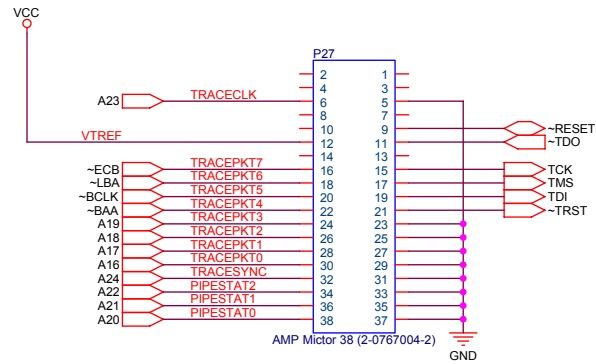 VCC
P27
2 1
4 3
A23 TRACECLK 6 5
8 7
10 9 ~RESET
VTREF 12 11 ~TDO
14 13
~ECB TRACEPKT7 16 15 TCK
~LBA TRACEPKT6 18 17 TMS
~BCLK TRACEPKT5 20 19 TDI
~BAA TRACEPKT4 22 21 ~TRST
A19 TRACEPKT3 24 23
A18 TRACEPKT2 26 25
A17 TRACEPKT1 28 27
A16 TRACEPKT0 30 29
A24 TRACESYNC 32 31
A22 PIPESTAT2 34 33
A21 PIPESTAT1 36 35
A20 PIPESTAT0 38 37
AMP Mictor 38 (2-0767004-2)
GND